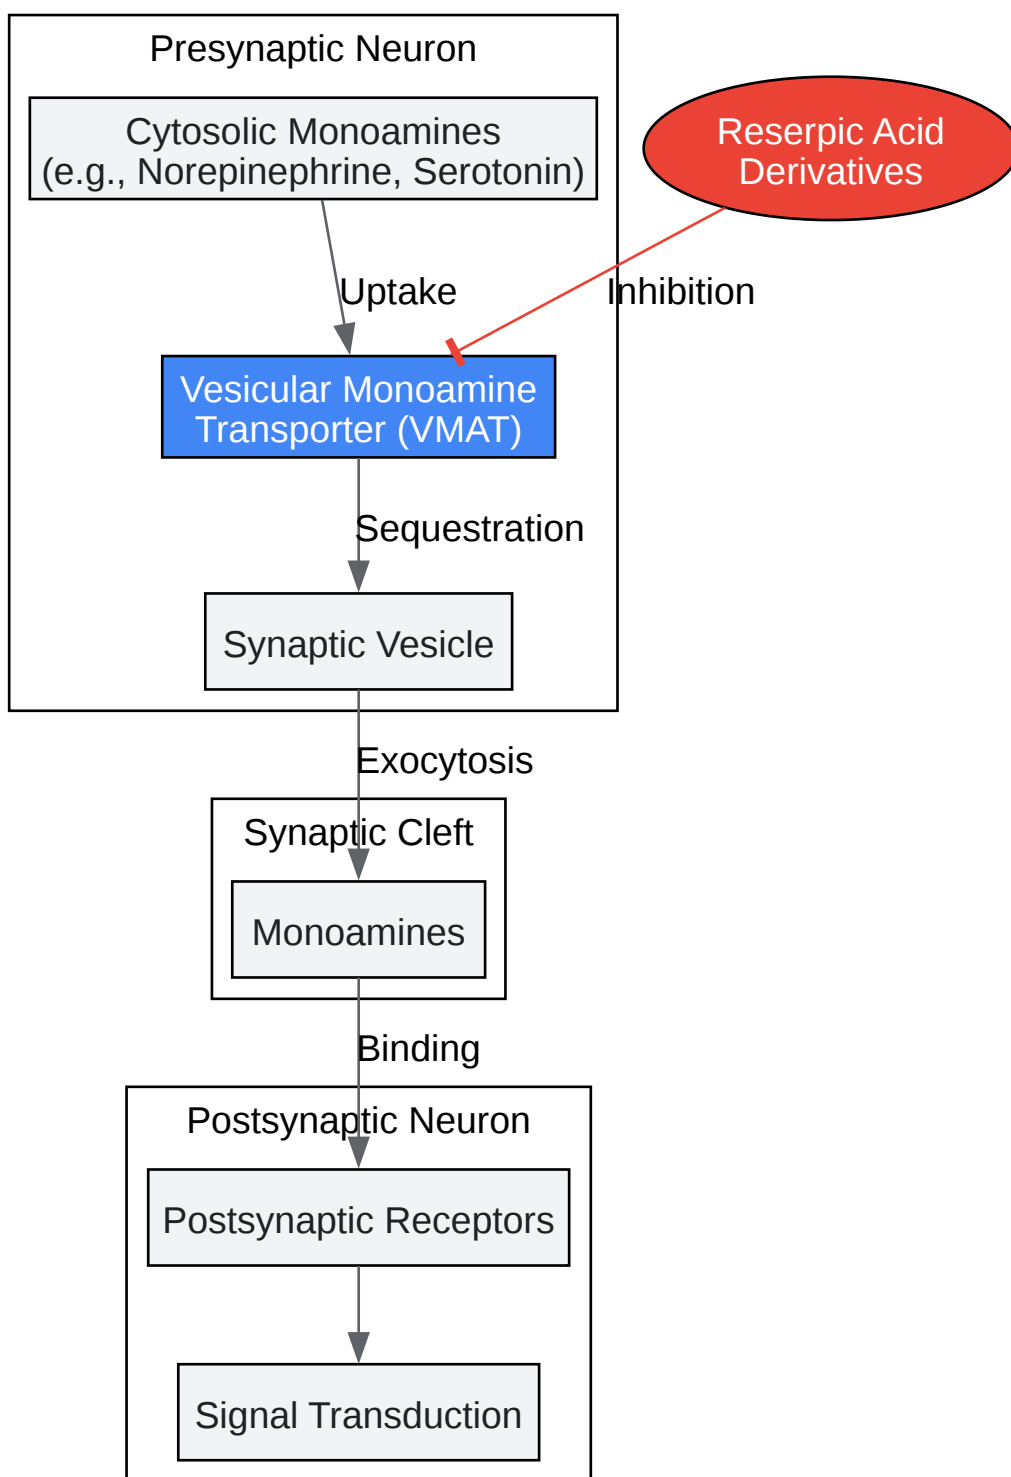 Presynaptic Neuron
Cytosolic Monoamines
(e.g., Norepinephrine, Serotonin)
Reserpic Acid
Derivatives
Uptake
Inhibition
Vesicular Monoamine
Transporter (VMAT)
Sequestration
Synaptic Vesicle
Exocytosis
Synaptic Cleft
Monoamines
Binding
Postsynaptic Neuron
Postsynaptic Receptors
Signal Transduction